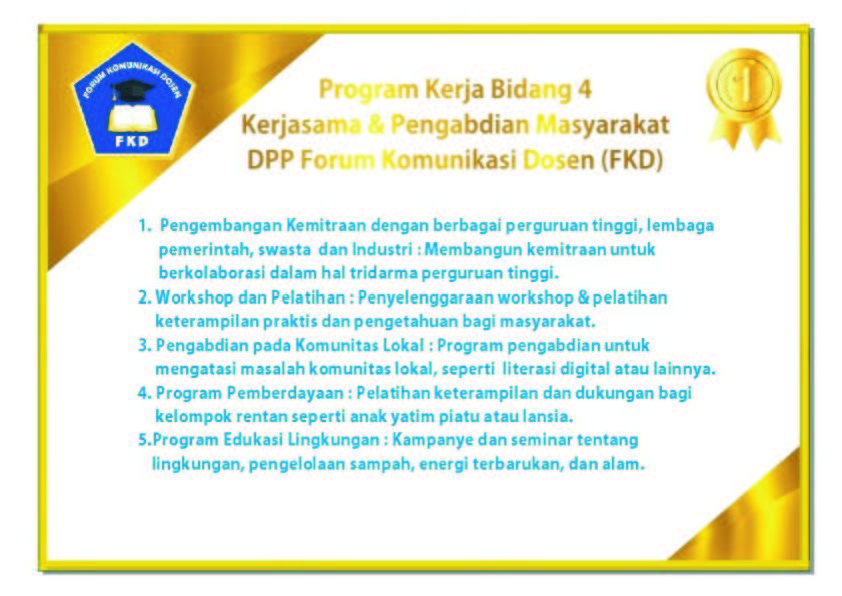 FORUM KOMUNIKASI DOSEN
FKD
1
Program Kerja Bidang 4
Kerjasama & Pengabdian Masyarakat
DPP Forum Komunikasi Dosen (FKD)
1. Pengembangan Kemitraan dengan berbagai perguruan tinggi, lembaga
pemerintah, swasta dan Industri : Membangun kemitraan untuk
berkolaborasi dalam hal tridarma perguruan tinggi.
2. Workshop dan Pelatihan : Penyelenggaraan workshop & pelatihan
keterampilan praktis dan pengetahuan bagi masyarakat.
3. Pengabdian pada Komunitas Lokal : Program pengabdian untuk
mengatasi masalah komunitas lokal, seperti literasi digital atau lainnya.
4. Program Pemberdayaan : Pelatihan keterampilan dan dukungan bagi
kelompok rentan seperti anak yatim piatu atau lansia.
5.Program Edukasi Lingkungan : Kampanye dan seminar tentang
lingkungan, pengelolaan sampah, energi terbarukan, dan alam.